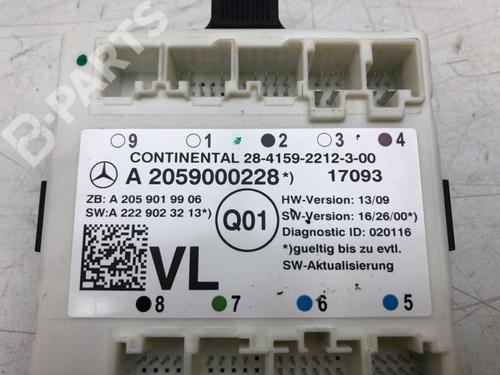 B-PARTS
9 1 2 3 4
CONTINENTAL 28-4159-2212-3-00
A 2059000228*) 17093
ZB: A 205 901 99 06
SW:A 222 902 32 13*)
Q01
HW-Version: 13/09
SW-Version: 16/26/00*)
Diagnostic ID: 020116
*)gueltig bis zu evtl.
SW-Aktualisierung
VL
8 7 6 5